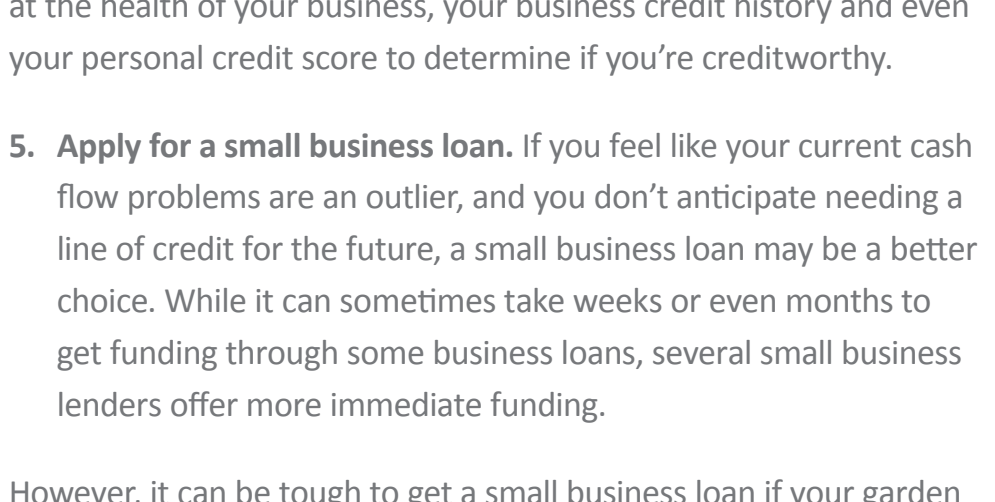 at the health of your business, your business credit history and even
your personal credit score to determine if you’re creditworthy.
5. Apply for a small business loan. If you feel like your current cash
flow problems are an outlier, and you don’t anticipate needing a
line of credit for the future, a small business loan may be a better
choice. While it can sometimes take weeks or even months to
get funding through some business loans, several small business
lenders offer more immediate funding.
However, it can be tough to get a small business loan if your garden